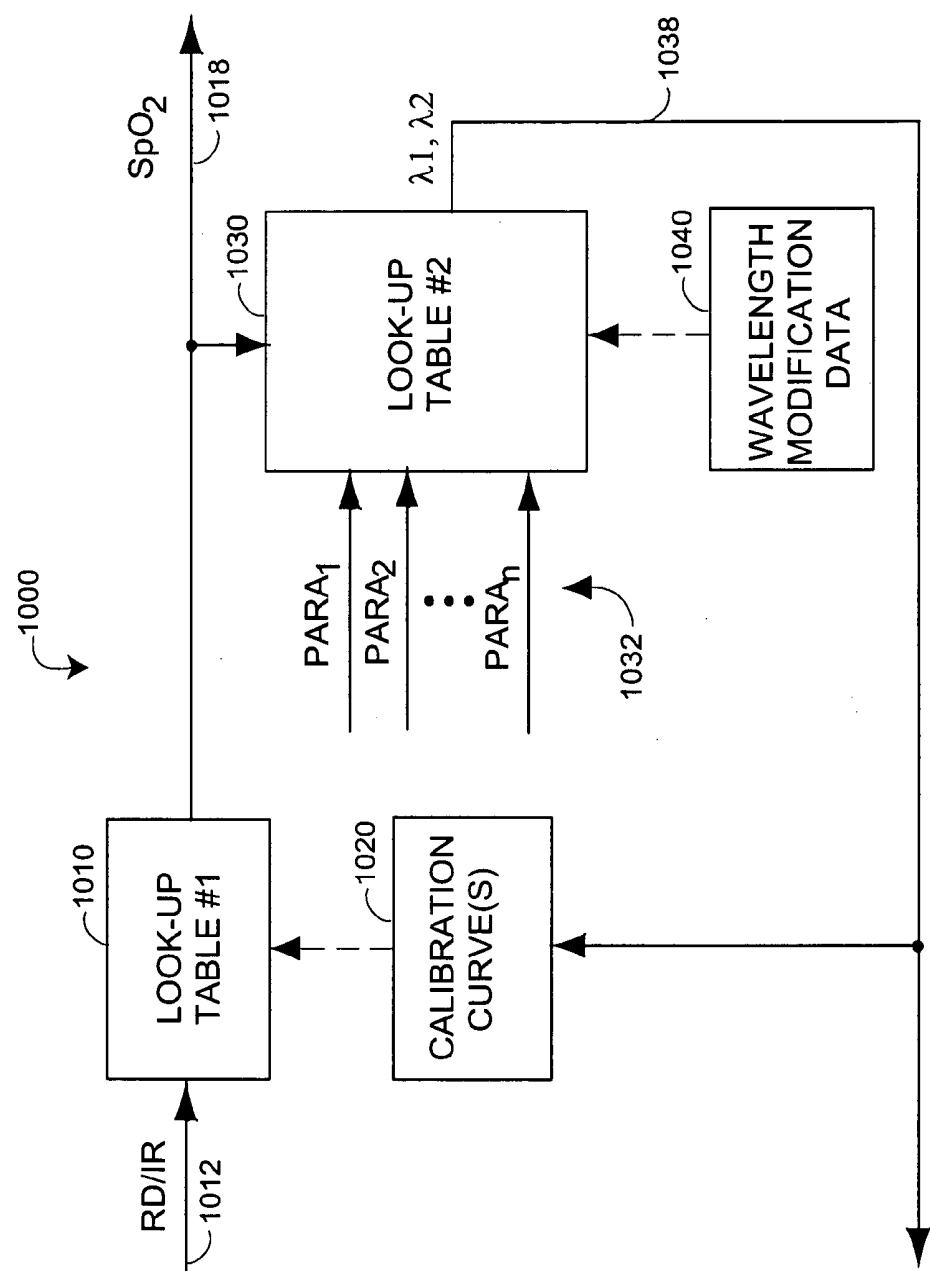 1000
RD/IR
1012
LOOK-UP
TABLE #1
1010
SpO2
1018
CALIBRATION
CURVE(S)
1020
PARA1
PARA2
PARAn
1032
LOOK-UP
TABLE #2
1030
λ1, λ2
1038
WAVELENGTH
MODIFICATION
DATA
1040